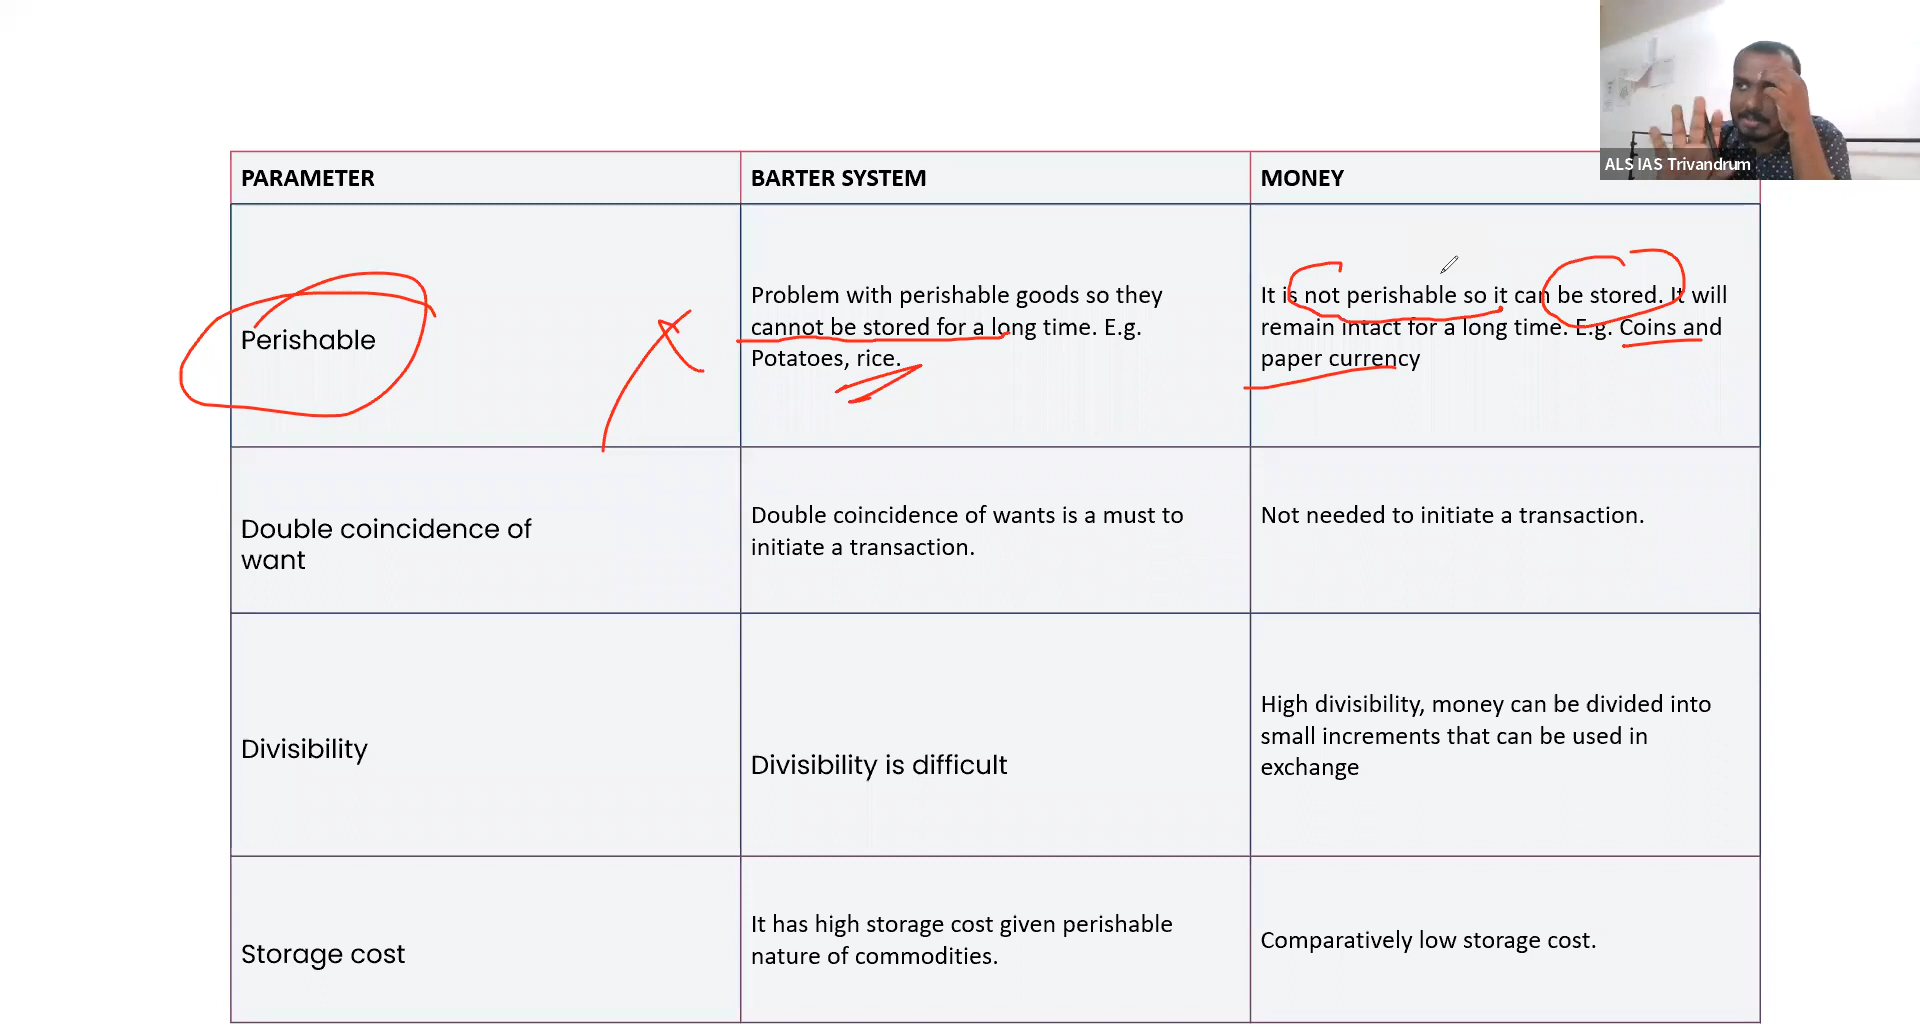 ALS IAS Trivandrum
PARAMETER
BARTER SYSTEM
MONEY
Perishable
Problem with perishable goods so they
cannot be stored for a long time. E.g.
Potatoes, rice.
It is not perishable so it can be stored. It will
remain intact for a long time. E.g. Coins and
paper currency
Double coincidence of
want
Double coincidence of wants is a must to
initiate a transaction.
Not needed to initiate a transaction.
Divisibility
Divisibility is difficult
High divisibility, money can be divided into
small increments that can be used in
exchange
Storage cost
It has high storage cost given perishable
nature of commodities.
Comparatively low storage cost.